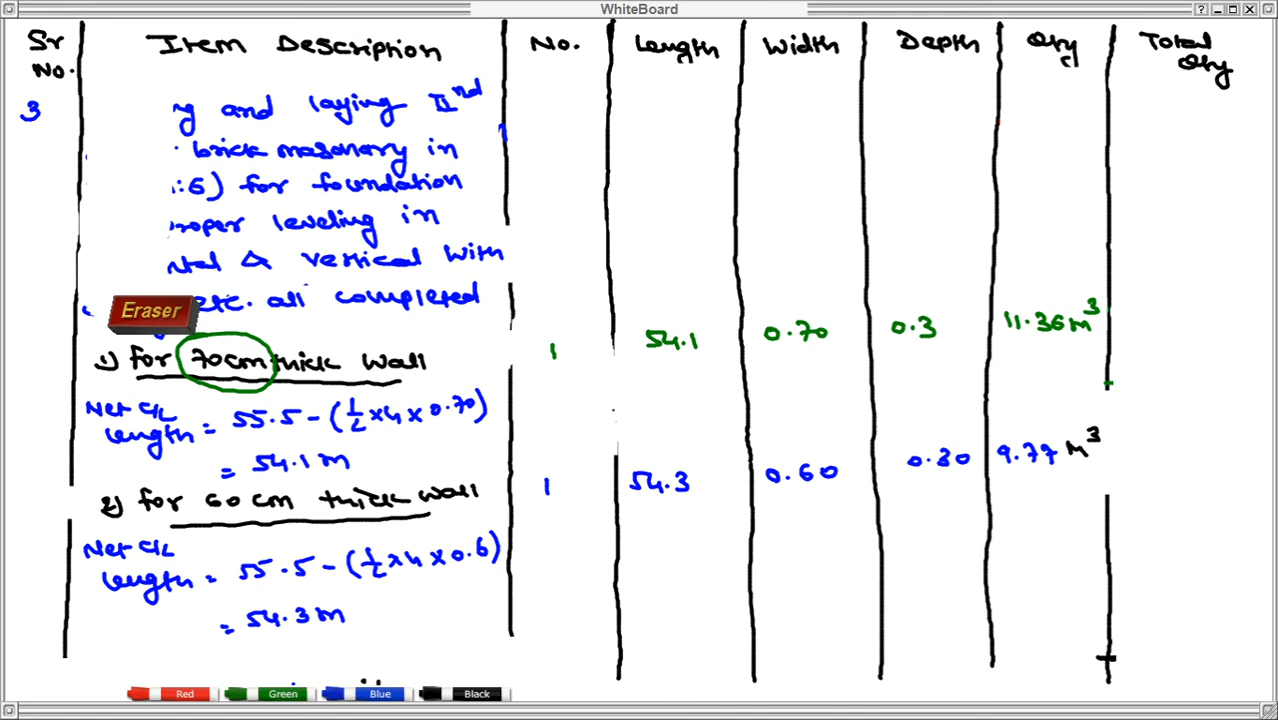 WhiteBoard
Sr No. Item Description No. Length Width Depth Qty Total Qty
3
and laying IInd
brick masonary in
:6) for foundation
roper leveling in
ntal & vertical with
etc. all completed
Eraser
1) for 70cm thick wall 1 54.1 0.70 0.3 11.36 M³
Net C/L length = 55.5 - (1/2 x 4 x 0.70)
= 54.1 m
2) for 60 cm thick wall 1 54.3 0.60 0.30 9.77 M³
Net C/L length = 55.5 - (1/2 x 4 x 0.6)
= 54.3 m
Red Green Blue Black